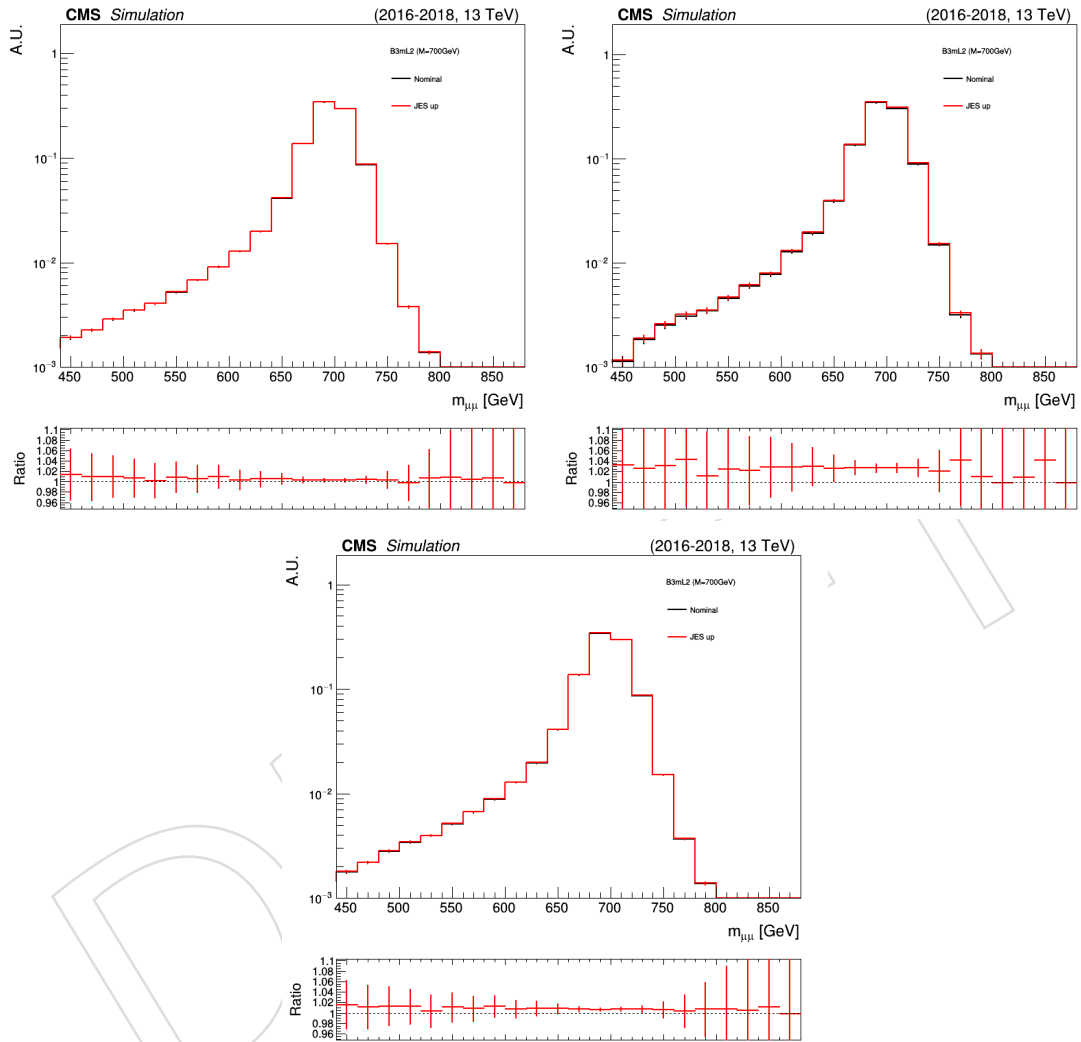 CMS Simulation (2016-2018, 13 TeV)
A.U.
B3mL2 (M=700GeV)
Nominal
JES up
1
10−1
10−2
10−3
450 500 550 600 650 700 750 800 850
mμμ [GeV]
Ratio
1.1
1.08
1.06
1.04
1.02
1
0.98
0.96
CMS Simulation (2016-2018, 13 TeV)
A.U.
B3mL2 (M=700GeV)
Nominal
JES up
1
10−1
10−2
10−3
450 500 550 600 650 700 750 800 850
mμμ [GeV]
Ratio
1.1
1.08
1.06
1.04
1.02
1
0.98
0.96
CMS Simulation (2016-2018, 13 TeV)
A.U.
B3mL2 (M=700GeV)
Nominal
JES up
1
10−1
10−2
10−3
450 500 550 600 650 700 750 800 850
mμμ [GeV]
Ratio
1.1
1.08
1.06
1.04
1.02
1
0.98
0.96